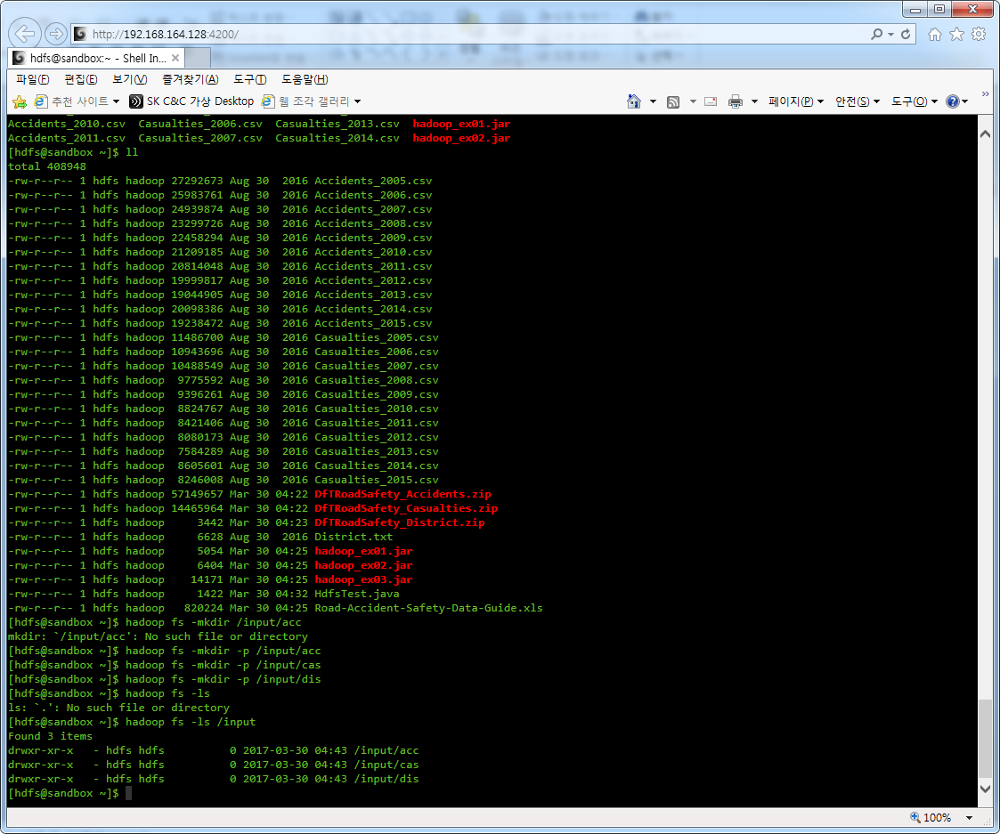 http://192.168.164.128:4200/
hdfs@sandbox:~ - Shell In...
파일(F) 편집(E) 보기(V) 즐겨찾기(A) 도구(T) 도움말(H)
추천 사이트 SK C&C 가상 Desktop 웹 조각 갤러리 페이지(P) 안전(S) 도구(O)
Accidents_2010.csv Casualties_2006.csv Casualties_2013.csv hadoop_ex01.jar
Accidents_2011.csv Casualties_2007.csv Casualties_2014.csv hadoop_ex02.jar
[hdfs@sandbox ~]$ ll
total 408948
-rw-r--r-- 1 hdfs hadoop 27292673 Aug 30  2016 Accidents_2005.csv
-rw-r--r-- 1 hdfs hadoop 25983761 Aug 30  2016 Accidents_2006.csv
-rw-r--r-- 1 hdfs hadoop 24939874 Aug 30  2016 Accidents_2007.csv
-rw-r--r-- 1 hdfs hadoop 23299726 Aug 30  2016 Accidents_2008.csv
-rw-r--r-- 1 hdfs hadoop 22458294 Aug 30  2016 Accidents_2009.csv
-rw-r--r-- 1 hdfs hadoop 21209185 Aug 30  2016 Accidents_2010.csv
-rw-r--r-- 1 hdfs hadoop 20814048 Aug 30  2016 Accidents_2011.csv
-rw-r--r-- 1 hdfs hadoop 19999817 Aug 30  2016 Accidents_2012.csv
-rw-r--r-- 1 hdfs hadoop 19044905 Aug 30  2016 Accidents_2013.csv
-rw-r--r-- 1 hdfs hadoop 20098386 Aug 30  2016 Accidents_2014.csv
-rw-r--r-- 1 hdfs hadoop 19238472 Aug 30  2016 Accidents_2015.csv
-rw-r--r-- 1 hdfs hadoop 11486700 Aug 30  2016 Casualties_2005.csv
-rw-r--r-- 1 hdfs hadoop 10943696 Aug 30  2016 Casualties_2006.csv
-rw-r--r-- 1 hdfs hadoop 10488549 Aug 30  2016 Casualties_2007.csv
-rw-r--r-- 1 hdfs hadoop  9775592 Aug 30  2016 Casualties_2008.csv
-rw-r--r-- 1 hdfs hadoop  9396261 Aug 30  2016 Casualties_2009.csv
-rw-r--r-- 1 hdfs hadoop  8824767 Aug 30  2016 Casualties_2010.csv
-rw-r--r-- 1 hdfs hadoop  8421406 Aug 30  2016 Casualties_2011.csv
-rw-r--r-- 1 hdfs hadoop  8080173 Aug 30  2016 Casualties_2012.csv
-rw-r--r-- 1 hdfs hadoop  7584289 Aug 30  2016 Casualties_2013.csv
-rw-r--r-- 1 hdfs hadoop  8605601 Aug 30  2016 Casualties_2014.csv
-rw-r--r-- 1 hdfs hadoop  8246008 Aug 30  2016 Casualties_2015.csv
-rw-r--r-- 1 hdfs hadoop 57149657 Mar 30 04:22 DfTRoadSafety_Accidents.zip
-rw-r--r-- 1 hdfs hadoop 14465964 Mar 30 04:22 DfTRoadSafety_Casualties.zip
-rw-r--r-- 1 hdfs hadoop     3442 Mar 30 04:23 DfTRoadSafety_District.zip
-rw-r--r-- 1 hdfs hadoop     6628 Aug 30  2016 District.txt
-rw-r--r-- 1 hdfs hadoop     5054 Mar 30 04:25 hadoop_ex01.jar
-rw-r--r-- 1 hdfs hadoop     6404 Mar 30 04:25 hadoop_ex02.jar
-rw-r--r-- 1 hdfs hadoop    14171 Mar 30 04:25 hadoop_ex03.jar
-rw-r--r-- 1 hdfs hadoop     1422 Mar 30 04:32 HdfsTest.java
-rw-r--r-- 1 hdfs hadoop   820224 Mar 30 04:25 Road-Accident-Safety-Data-Guide.xls
[hdfs@sandbox ~]$ hadoop fs -mkdir /input/acc
mkdir: `/input/acc': No such file or directory
[hdfs@sandbox ~]$ hadoop fs -mkdir -p /input/acc
[hdfs@sandbox ~]$ hadoop fs -mkdir -p /input/cas
[hdfs@sandbox ~]$ hadoop fs -mkdir -p /input/dis
[hdfs@sandbox ~]$ hadoop fs -ls
ls: `.': No such file or directory
[hdfs@sandbox ~]$ hadoop fs -ls /input
Found 3 items
drwxr-xr-x   - hdfs hdfs          0 2017-03-30 04:43 /input/acc
drwxr-xr-x   - hdfs hdfs          0 2017-03-30 04:43 /input/cas
drwxr-xr-x   - hdfs hdfs          0 2017-03-30 04:43 /input/dis
[hdfs@sandbox ~]$
100%